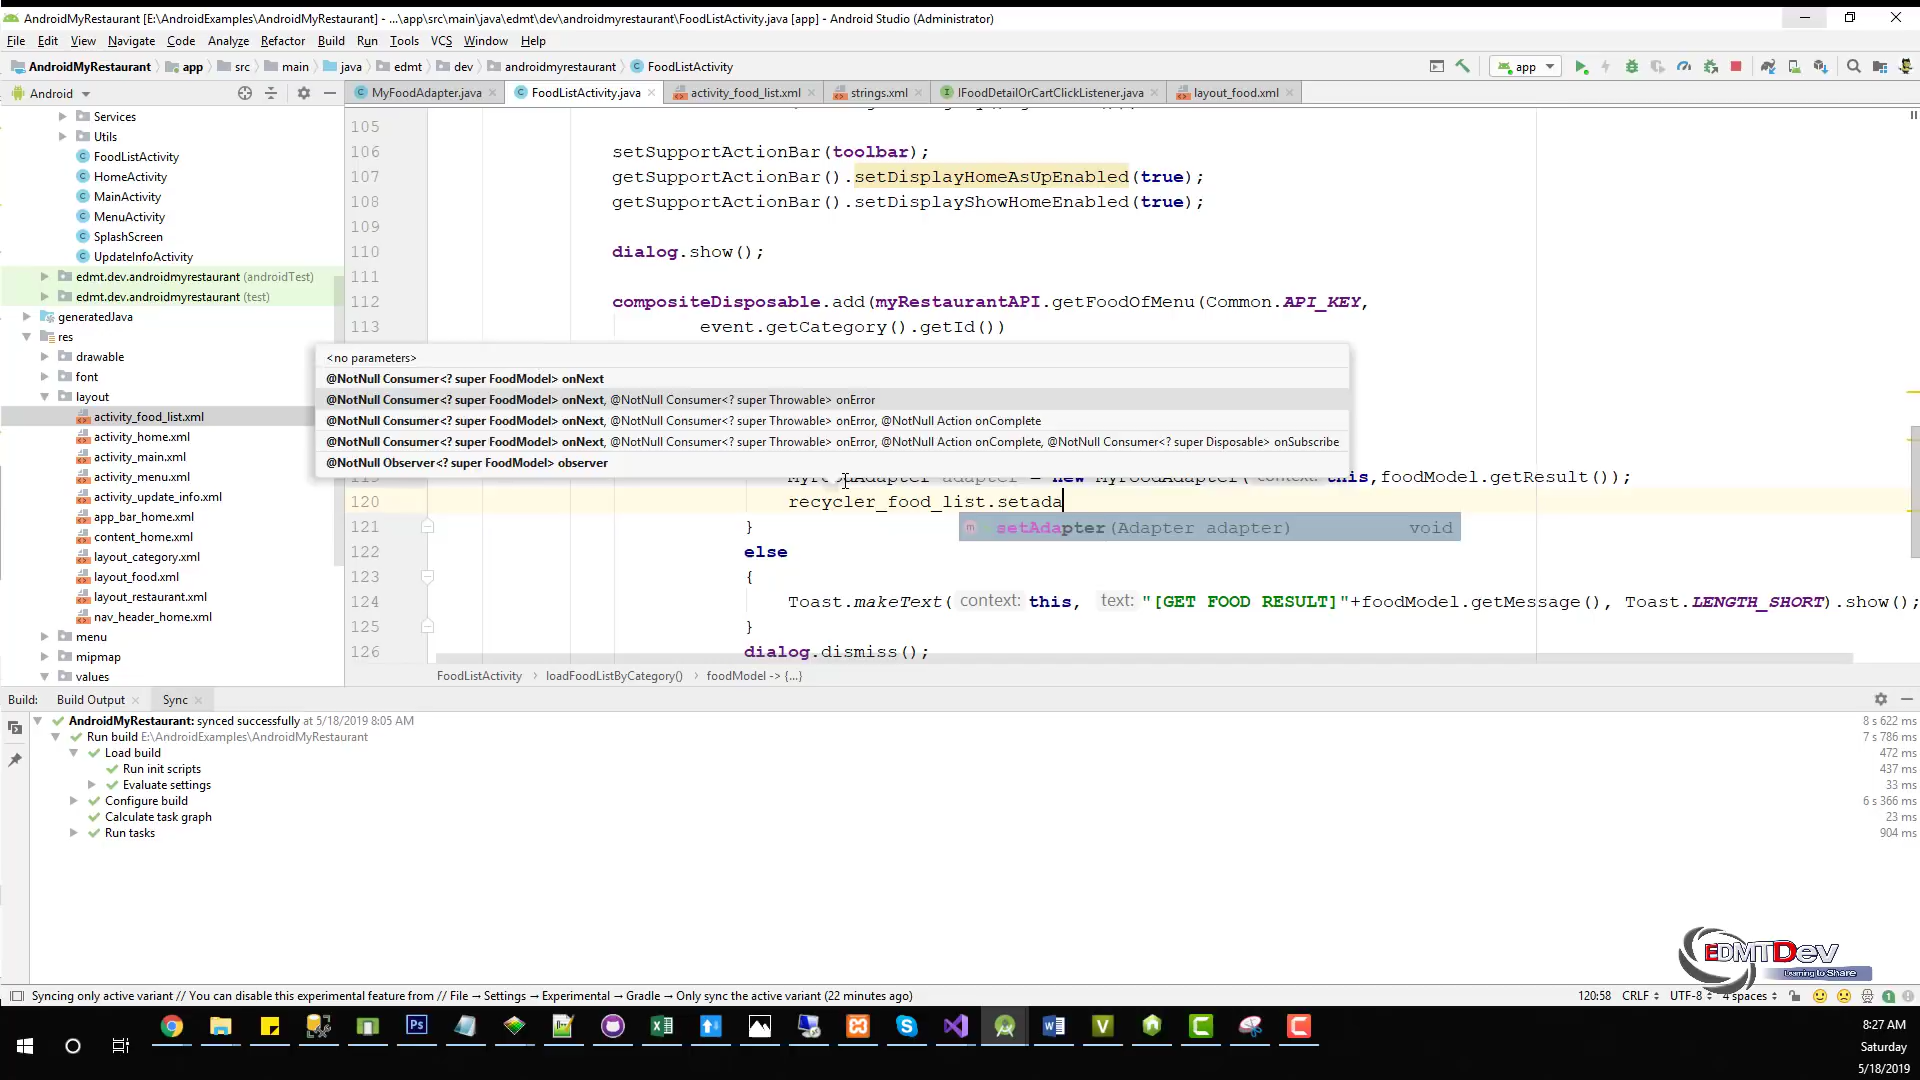 AndroidMyRestaurant [E:\AndroidExamples\AndroidMyRestaurant] - ...\app\src\main\java\edmt\dev\androidmyrestaurant\FoodListActivity.java [app] - Android Studio (Administrator)
File Edit View Navigate Code Analyze Refactor Build Run Tools VCS Window Help
AndroidMyRestaurant app src main java edmt dev androidmyrestaurant FoodListActivity app
Android MyFoodAdapter.java FoodListActivity.java activity_food_list.xml strings.xml IFoodDetailOrCartClickListener.java layout_food.xml
Services
Utils
FoodListActivity
HomeActivity
MainActivity
MenuActivity
SplashScreen
UpdateInfoActivity
edmt.dev.androidmyrestaurant (androidTest)
edmt.dev.androidmyrestaurant (test)
generatedJava
res
drawable
font
layout
activity_food_list.xml
activity_home.xml
activity_main.xml
activity_menu.xml
activity_update_info.xml
app_bar_home.xml
content_home.xml
layout_category.xml
layout_food.xml
layout_restaurant.xml
nav_header_home.xml
menu
mipmap
values
105
106 setSupportActionBar(toolbar);
107 getSupportActionBar().setDisplayHomeAsUpEnabled(true);
108 getSupportActionBar().setDisplayShowHomeEnabled(true);
109
110 dialog.show();
111
112 compositeDisposable.add(myRestaurantAPI.getFoodOfMenu(Common.API_KEY,
113 event.getCategory().getId())
<no parameters>
@NotNull Consumer<? super FoodModel> onNext
@NotNull Consumer<? super FoodModel> onNext, @NotNull Consumer<? super Throwable> onError
@NotNull Consumer<? super FoodModel> onNext, @NotNull Consumer<? super Throwable> onError, @NotNull Action onComplete
@NotNull Consumer<? super FoodModel> onNext, @NotNull Consumer<? super Throwable> onError, @NotNull Action onComplete, @NotNull Consumer<? super Disposable> onSubscribe
@NotNull Observer<? super FoodModel> observer
119 MyFoodAdapter adapter = new MyFoodAdapter( context: this,foodModel.getResult());
120 recycler_food_list.setada
121 }
setAdapter(Adapter adapter) void
122 else
123 {
124 Toast.makeText( context: this, text: "[GET FOOD RESULT]"+foodModel.getMessage(), Toast.LENGTH_SHORT).show();
125 }
126 dialog.dismiss();
FoodListActivity loadFoodListByCategory() foodModel -> {...}
Build: Build Output Sync
AndroidMyRestaurant: synced successfully at 5/18/2019 8:05 AM 8 s 622 ms
Run build E:\AndroidExamples\AndroidMyRestaurant 7 s 786 ms
Load build 472 ms
Run init scripts 437 ms
Evaluate settings 33 ms
Configure build 6 s 366 ms
Calculate task graph 23 ms
Run tasks 904 ms
EDMTDev
Learning to Share
Syncing only active variant // You can disable this experimental feature from // File → Settings → Experimental → Gradle → Only sync the active variant (22 minutes ago) 120:58 CRLF UTF-8 4 spaces 1
8:27 AM
Saturday
5/18/2019